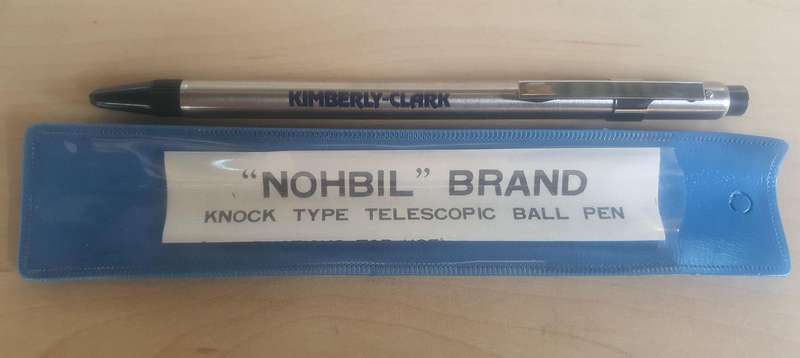 KIMBERLY-CLARK
"NOHBIL" BRAND
KNOCK TYPE TELESCOPIC BALL PEN